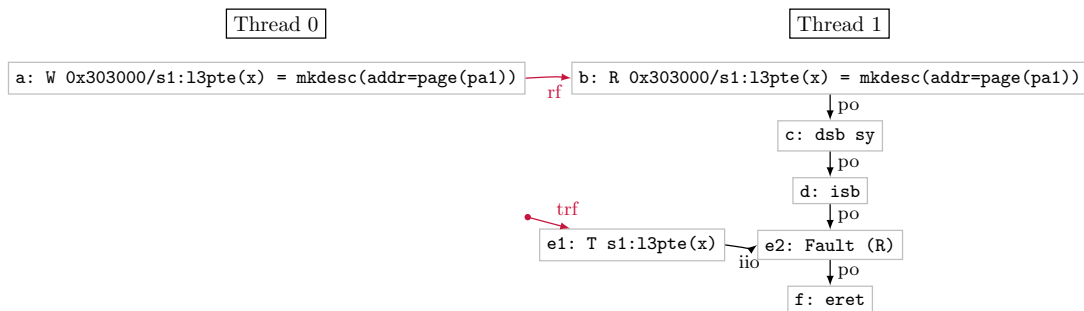 Thread 0
Thread 1
a: W 0x303000/s1:l3pte(x) = mkdesc(addr=page(pa1))
rf
b: R 0x303000/s1:l3pte(x) = mkdesc(addr=page(pa1))
po
c: dsb sy
po
d: isb
po
trf
e1: T s1:l3pte(x)
iio
e2: Fault (R)
po
f: eret